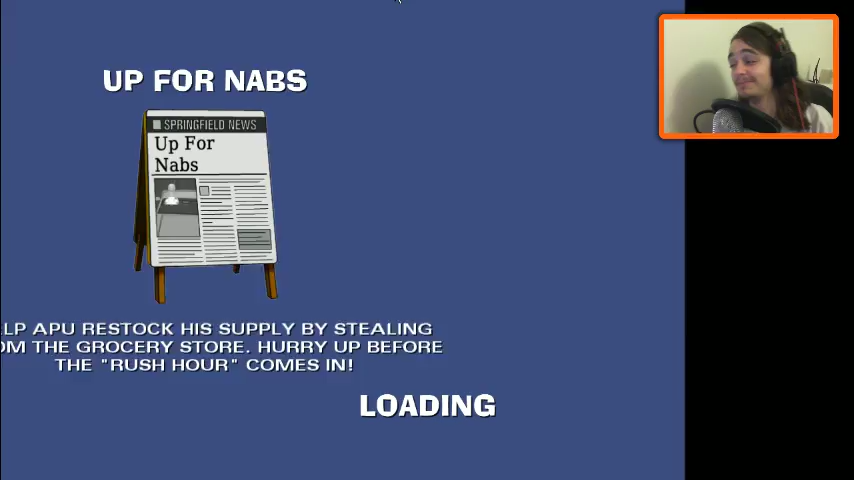 UP FOR NABS
SPRINGFIELD NEWS
Up For
Nabs
LP APU RESTOCK HIS SUPPLY BY STEALING
OM THE GROCERY STORE. HURRY UP BEFORE
THE "RUSH HOUR" COMES IN!
LOADING